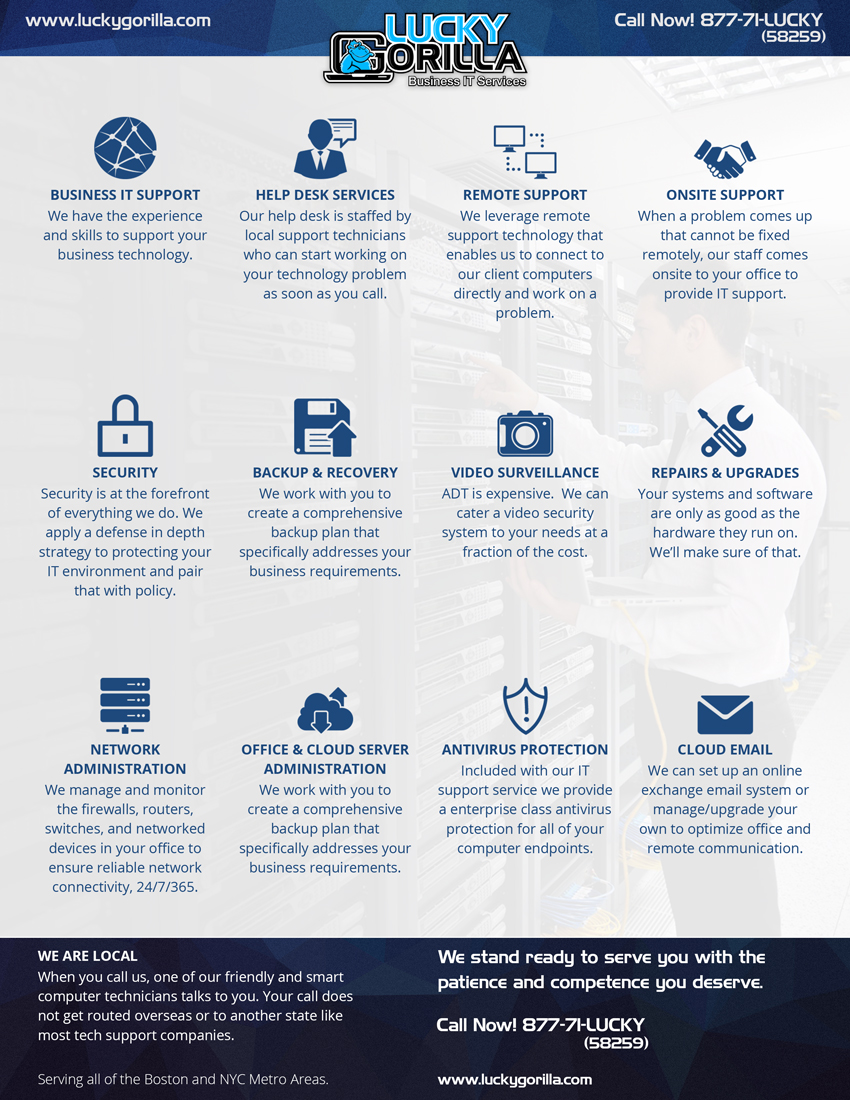 www.luckygorilla.com
LUCKY
GORILLA
Business IT Services
Call Now! 877-71-LUCKY
(58259)
BUSINESS IT SUPPORT
We have the experience
and skills to support your
business technology.
HELP DESK SERVICES
Our help desk is staffed by
local support technicians
who can start working on
your technology problem
as soon as you call.
REMOTE SUPPORT
We leverage remote
support technology that
enables us to connect to
our client computers
directly and work on a
problem.
ONSITE SUPPORT
When a problem comes up
that cannot be fixed
remotely, our staff comes
onsite to your office to
provide IT support.
SECURITY
Security is at the forefront
of everything we do. We
apply a defense in depth
strategy to protecting your
IT environment and pair
that with policy.
BACKUP & RECOVERY
We work with you to
create a comprehensive
backup plan that
specifically addresses your
business requirements.
VIDEO SURVEILLANCE
ADT is expensive.  We can
cater a video security
system to your needs at a
fraction of the cost.
REPAIRS & UPGRADES
Your systems and software
are only as good as the
hardware they run on.
We'll make sure of that.
NETWORK
ADMINISTRATION
We manage and monitor
the firewalls, routers,
switches, and networked
devices in your office to
ensure reliable network
connectivity, 24/7/365.
OFFICE & CLOUD SERVER
ADMINISTRATION
We work with you to
create a comprehensive
backup plan that
specifically addresses your
business requirements.
ANTIVIRUS PROTECTION
Included with our IT
support service we provide
a enterprise class antivirus
protection for all of your
computer endpoints.
CLOUD EMAIL
We can set up an online
exchange email system or
manage/upgrade your
own to optimize office and
remote communication.
WE ARE LOCAL
When you call us, one of our friendly and smart
computer technicians talks to you. Your call does
not get routed overseas or to another state like
most tech support companies.
Serving all of the Boston and NYC Metro Areas.
We stand ready to serve you with the
patience and competence you deserve.
Call Now! 877-71-LUCKY
(58259)
www.luckygorilla.com